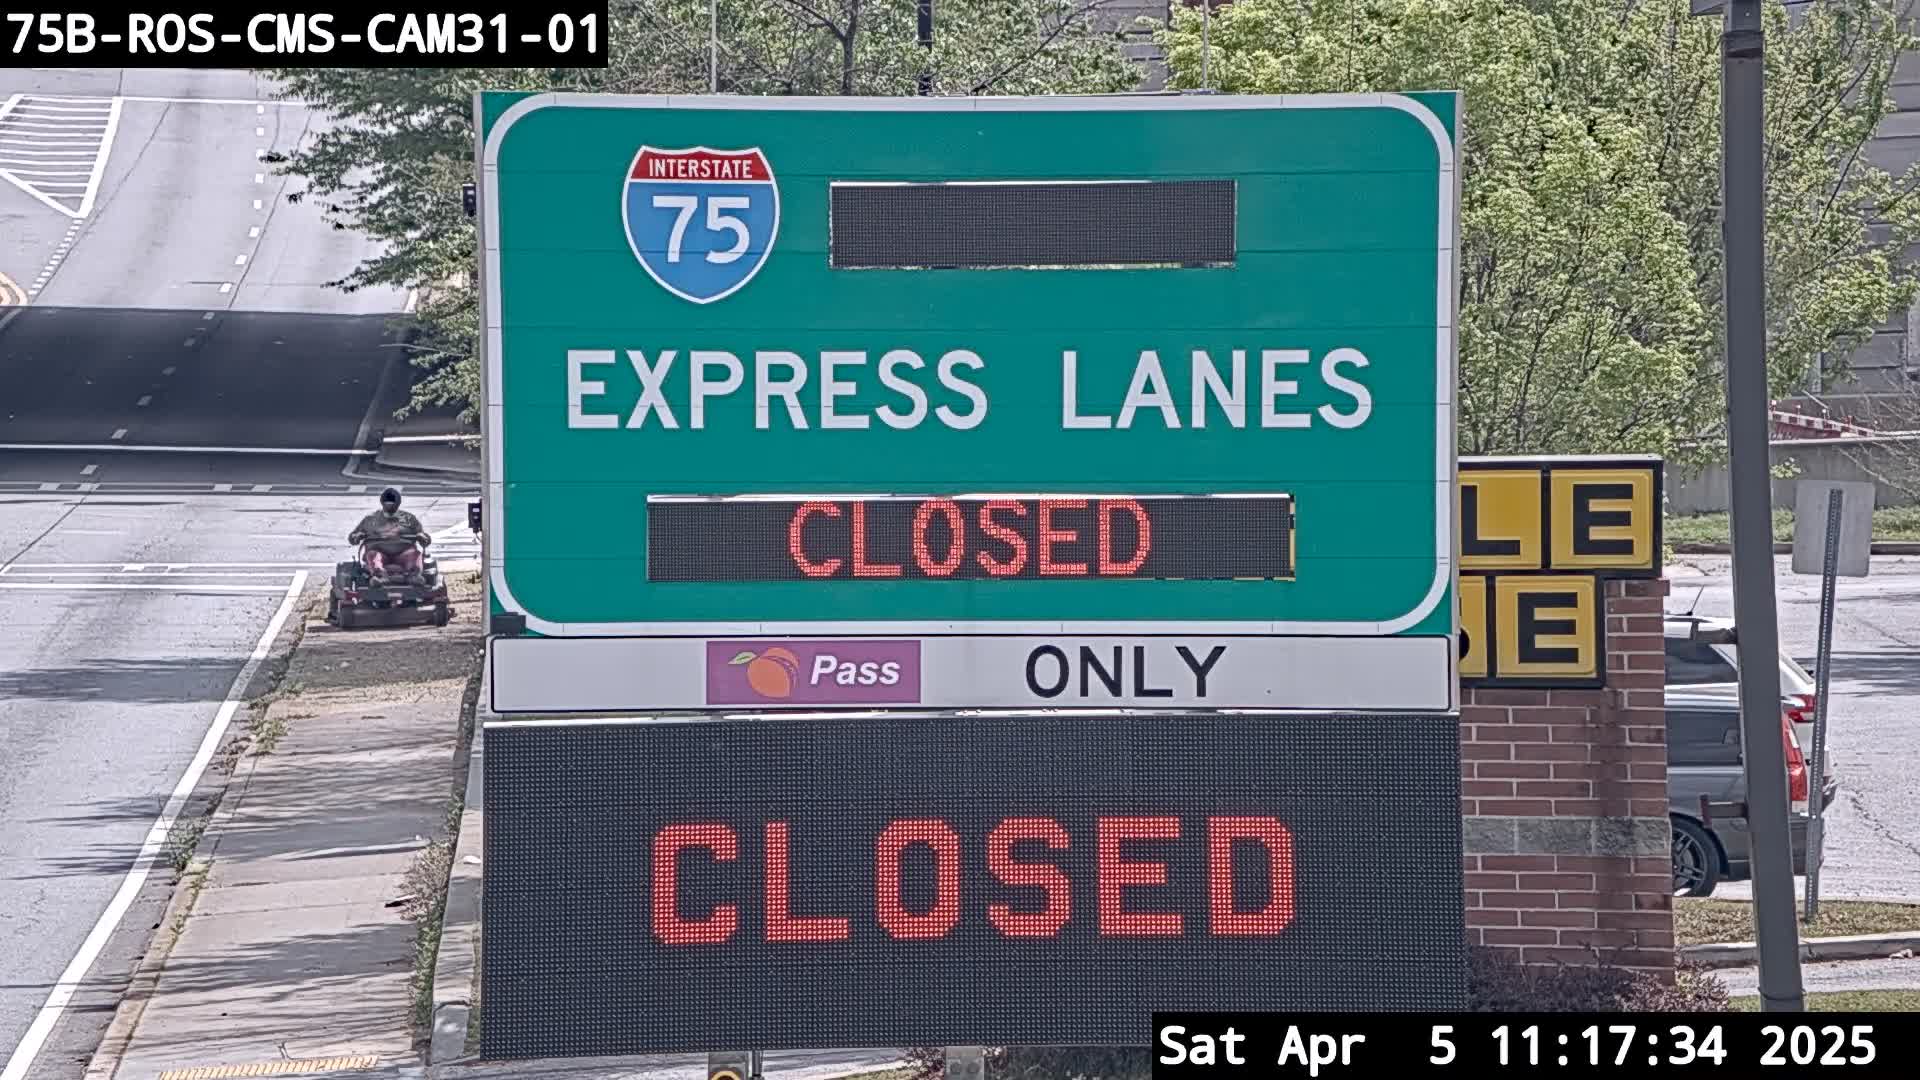 75B-ROS-CMS-CAM31-01
INTERSTATE
75
EXPRESS LANES
CLOSED
LE
E
Pass ONLY
CLOSED
Sat Apr 5 11:17:34 2025